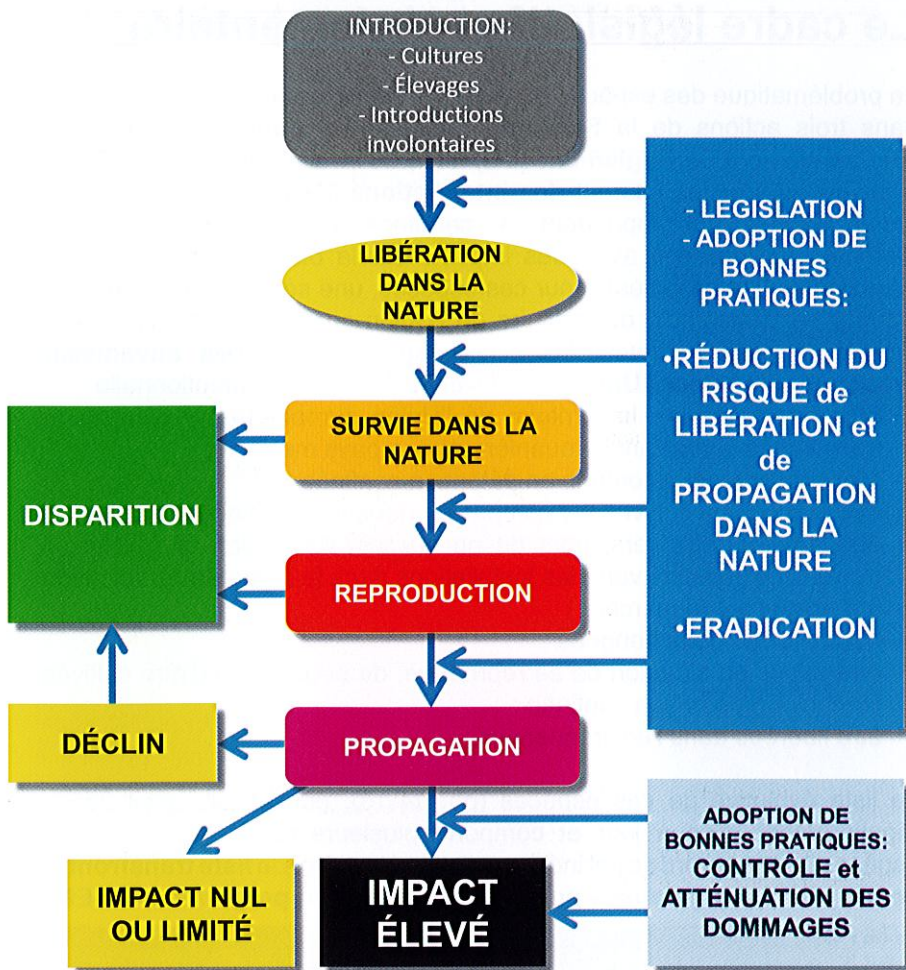 INTRODUCTION:
- Cultures
- Élevages
- Introductions
involontaires
LIBÉRATION
DANS LA
NATURE
- LEGISLATION
- ADOPTION DE
BONNES
PRATIQUES:
•RÉDUCTION DU
RISQUE de
LIBÉRATION et
de
PROPAGATION
DANS LA
NATURE
•ERADICATION
SURVIE DANS LA
NATURE
DISPARITION
REPRODUCTION
DÉCLIN
PROPAGATION
ADOPTION DE
BONNES PRATIQUES:
CONTRÔLE et
ATTÉNUATION DES
DOMMAGES
IMPACT NUL
OU LIMITÉ
IMPACT
ÉLEVÉ